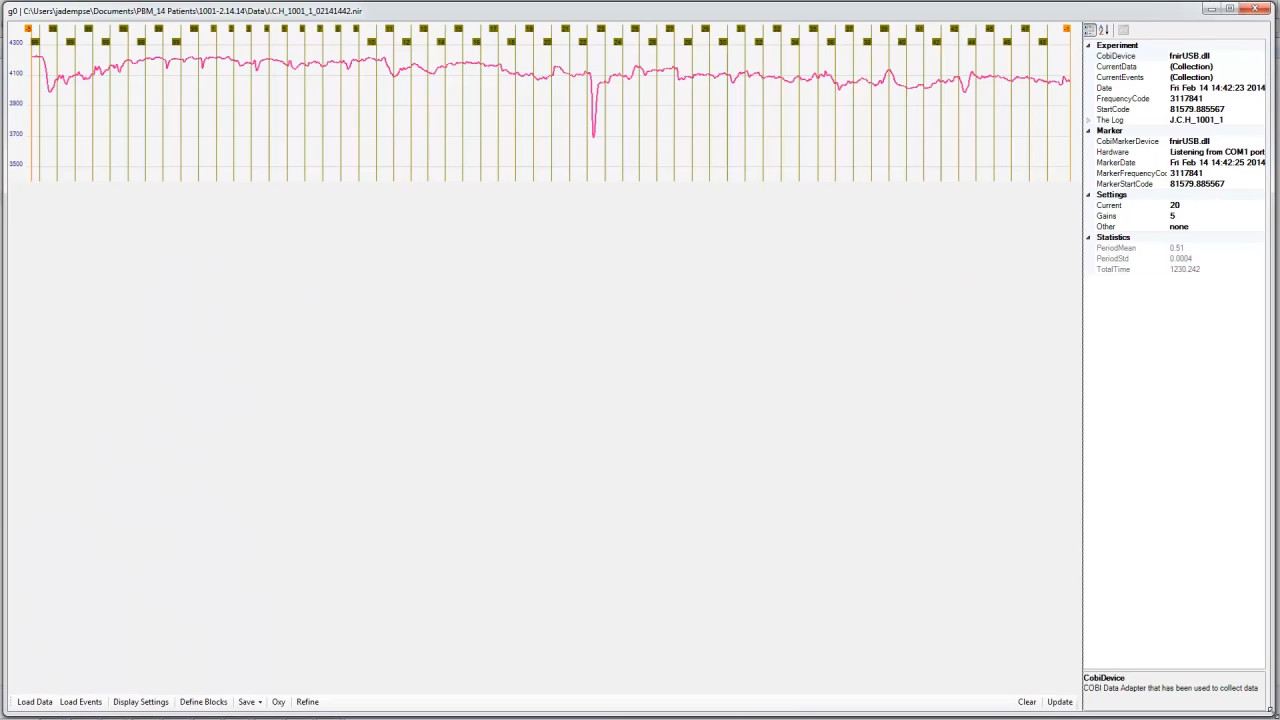 g0 | C:\Users\jadempse\Documents\PBM_14 Patients\1001-2.14.14\Data\J.C.H_1001_1_02141442.nir
4300
4100
3900
3700
3500
Experiment
CobiDevice fnirUSB.dll
CurrentData (Collection)
CurrentEvents (Collection)
Date Fri Feb 14 14:42:23 2014
FrequencyCode 3117841
StartCode 81579.885567
The Log J.C.H_1001_1
Marker
CobiMarkerDevice fnirUSB.dll
Hardware Listening from COM1 port
MarkerDate Fri Feb 14 14:42:25 2014
MarkerFrequencyCo 3117841
MarkerStartCode 81579.885567
Settings
Current 20
Gains 5
Other none
Statistics
PeriodMean 0.51
PeriodStd 0.0004
TotalTime 1230.242
CobiDevice
COBI Data Adapter that has been used to collect data
Load Data Load Events Display Settings Define Blocks Save Oxy Refine Clear Update